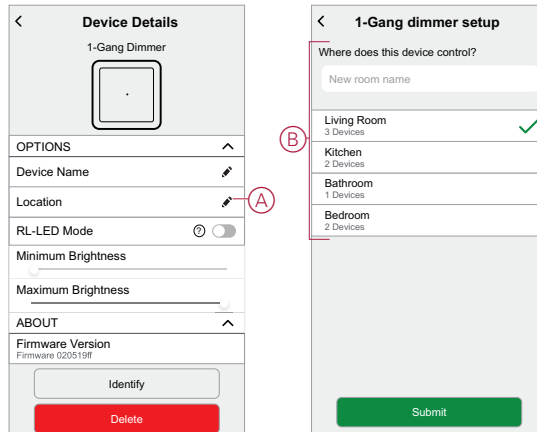 Device Details
1-Gang Dimmer
OPTIONS
Device Name
Location
A
RL-LED Mode
?
Minimum Brightness
Maximum Brightness
ABOUT
Firmware Version
Firmware 020519ff
Identify
Delete
1-Gang dimmer setup
Where does this device control?
New room name
B
Living Room
3 Devices
Kitchen
2 Devices
Bathroom
1 Devices
Bedroom
2 Devices
Submit